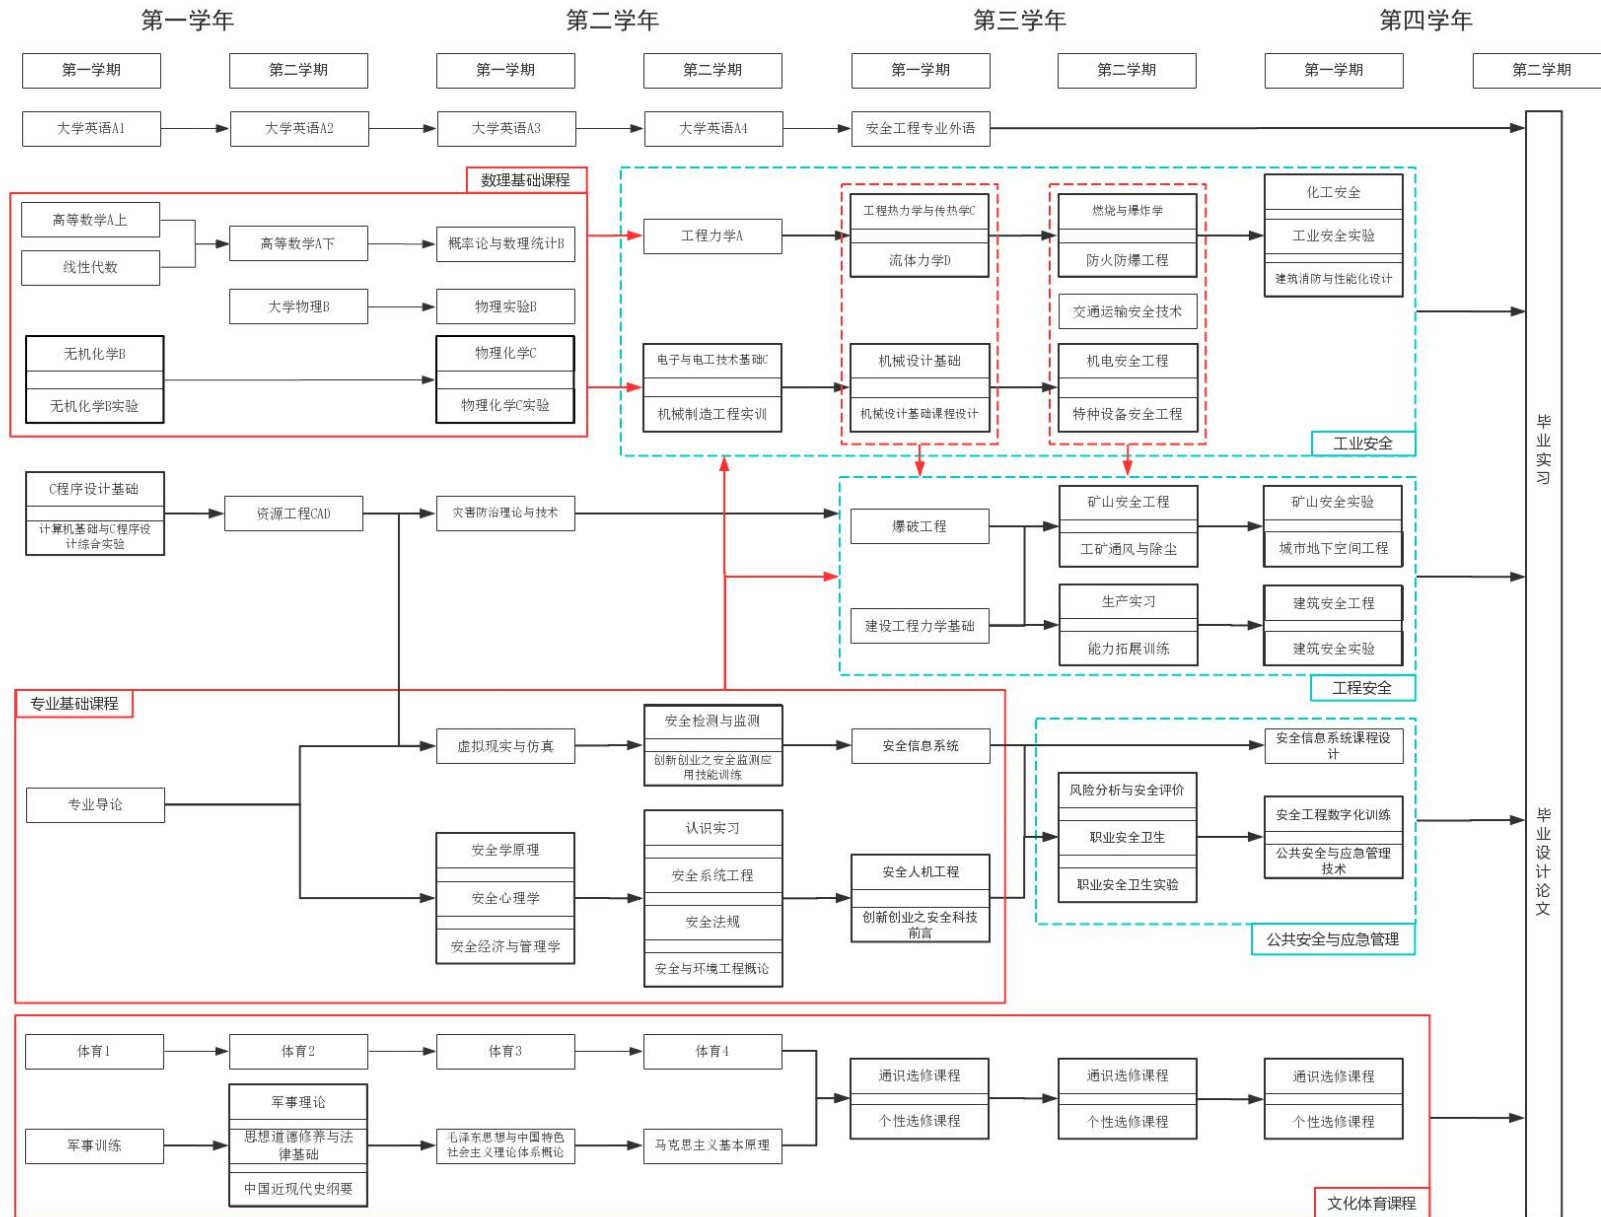 第一学年
第二学年
第三学年
第四学年
第一学期
第二学期
第一学期
第二学期
第一学期
第二学期
第一学期
第二学期
大学英语A1
大学英语A2
大学英语A3
大学英语A4
安全工程专业外语
数理基础课程
高等数学A上
线性代数
高等数学A下
概率论与数理统计B
大学物理B
物理实验B
无机化学B
无机化学B实验
物理化学C
物理化学C实验
工程力学A
工程热力学与传热学C
流体力学D
燃烧与爆炸学
防火防爆工程
交通运输安全技术
化工安全
工业安全实验
建筑消防与性能化设计
电子与电工技术基础C
机械制造工程实训
机械设计基础
机械设计基础课程设计
机电安全工程
特种设备安全工程
工业安全
C程序设计基础
计算机基础与C程序设
计综合实验
资源工程CAD
灾害防治理论与技术
爆破工程
建设工程力学基础
矿山安全工程
工矿通风与除尘
矿山安全实验
城市地下空间工程
生产实习
能力拓展训练
建筑安全工程
建筑安全实验
工程安全
专业基础课程
专业导论
虚拟现实与仿真
安全检测与监测
创新创业之安全监测应
用技能训练
安全信息系统
安全信息系统课程设
计
安全学原理
安全心理学
安全经济与管理学
认识实习
安全系统工程
安全法规
安全与环境工程概论
安全人机工程
创新创业之安全科技
前言
风险分析与安全评价
职业安全卫生
职业安全卫生实验
安全工程数字化训练
公共安全与应急管理
技术
公共安全与应急管理
体育1
体育2
体育3
体育4
军事训练
军事理论
思想道德修养与法
律基础
中国近现代史纲要
毛泽东思想与中国特色
社会主义理论体系概论
马克思主义基本原理
通识选修课程
个性选修课程
通识选修课程
个性选修课程
通识选修课程
个性选修课程
文化体育课程
毕业实习
毕业设计论文